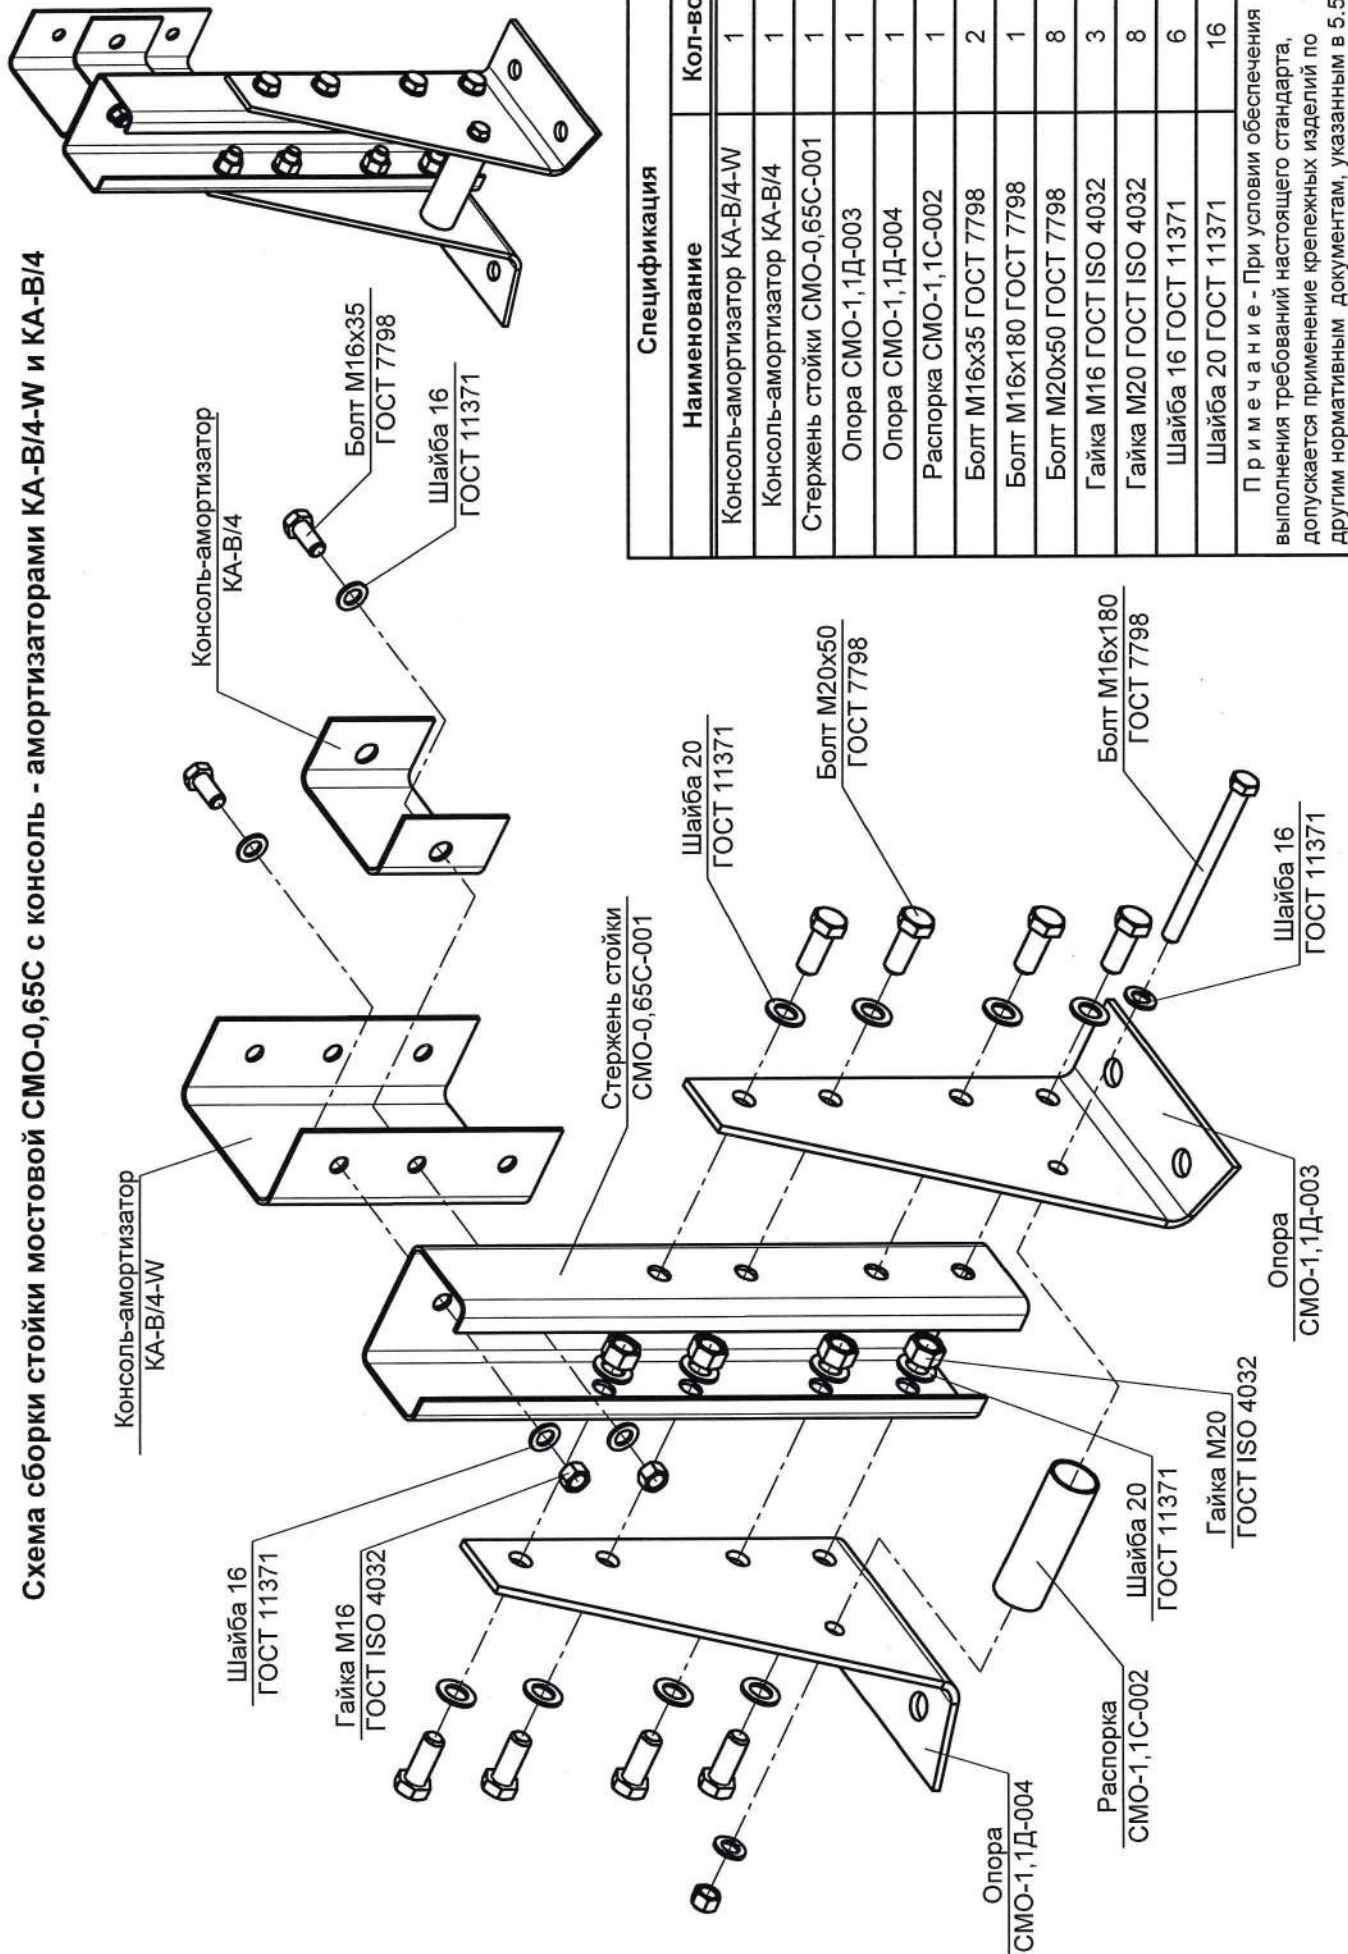 Схема сборки стойки мостовой СМО-0,65С с консоль - амортизаторами КА-В/4-W и КА-В/4
Консоль-амортизатор
КА-В/4-W
Консоль-амортизатор
КА-В/4
Болт М16х35
ГОСТ 7798
Шайба 16
ГОСТ 11371
Шайба 16
ГОСТ 11371
Гайка М16
ГОСТ ISO 4032
Стержень стойки
СМО-0,65С-001
Шайба 20
ГОСТ 11371
Болт М20х50
ГОСТ 7798
Болт М16х180
ГОСТ 7798
Шайба 16
ГОСТ 11371
Опора
СМО-1,1Д-004
Распорка
СМО-1,1С-002
Шайба 20
ГОСТ 11371
Гайка М20
ГОСТ ISO 4032
Опора
СМО-1,1Д-003
Спецификация
Наименование Кол-во
Консоль-амортизатор КА-В/4-W 1
Консоль-амортизатор КА-В/4 1
Стержень стойки СМО-0,65С-001 1
Опора СМО-1,1Д-003 1
Опора СМО-1,1Д-004 1
Распорка СМО-1,1С-002 1
Болт М16х35 ГОСТ 7798 2
Болт М16х180 ГОСТ 7798 1
Болт М20х50 ГОСТ 7798 8
Гайка М16 ГОСТ ISO 4032 3
Гайка М20 ГОСТ ISO 4032 8
Шайба 16 ГОСТ 11371 6
Шайба 20 ГОСТ 11371 16
П р и м е ч а н и е - При условии обеспечения
выполнения требований настоящего стандарта,
допускается применение крепежных изделий по
другим нормативным документам, указанным в 5.5